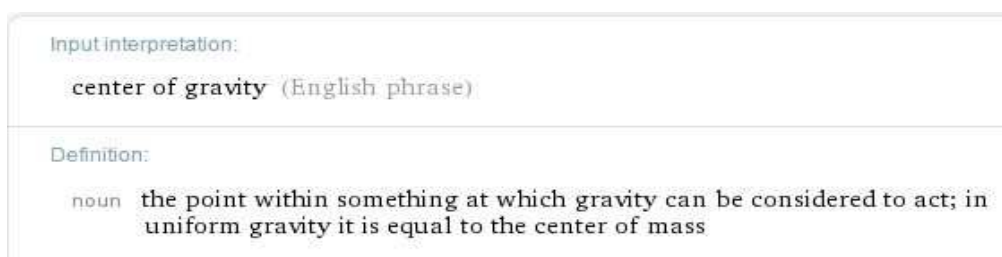 Input interpretation:
center of gravity (English phrase)
Definition:
noun the point within something at which gravity can be considered to act; in
uniform gravity it is equal to the center of mass